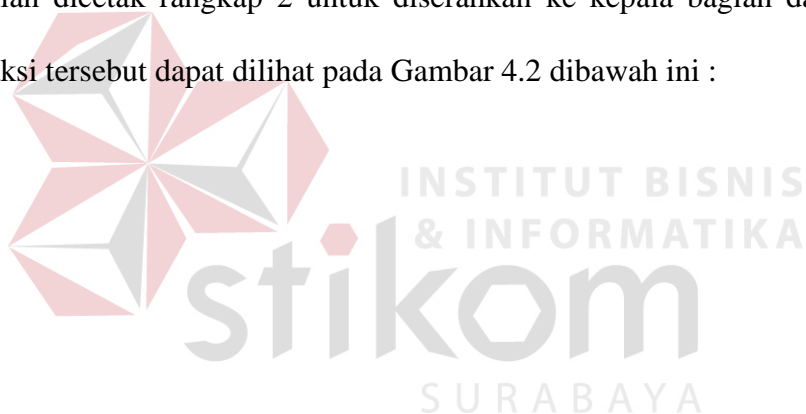 dicetak rangkap 2 untuk diserahkan ke kepala bagian
tersebut dapat dilihat pada Gambar 4.2 dibawah ini :
INSTITUT BISNIS
& INFORMATIKA
stikom
SURABAYA